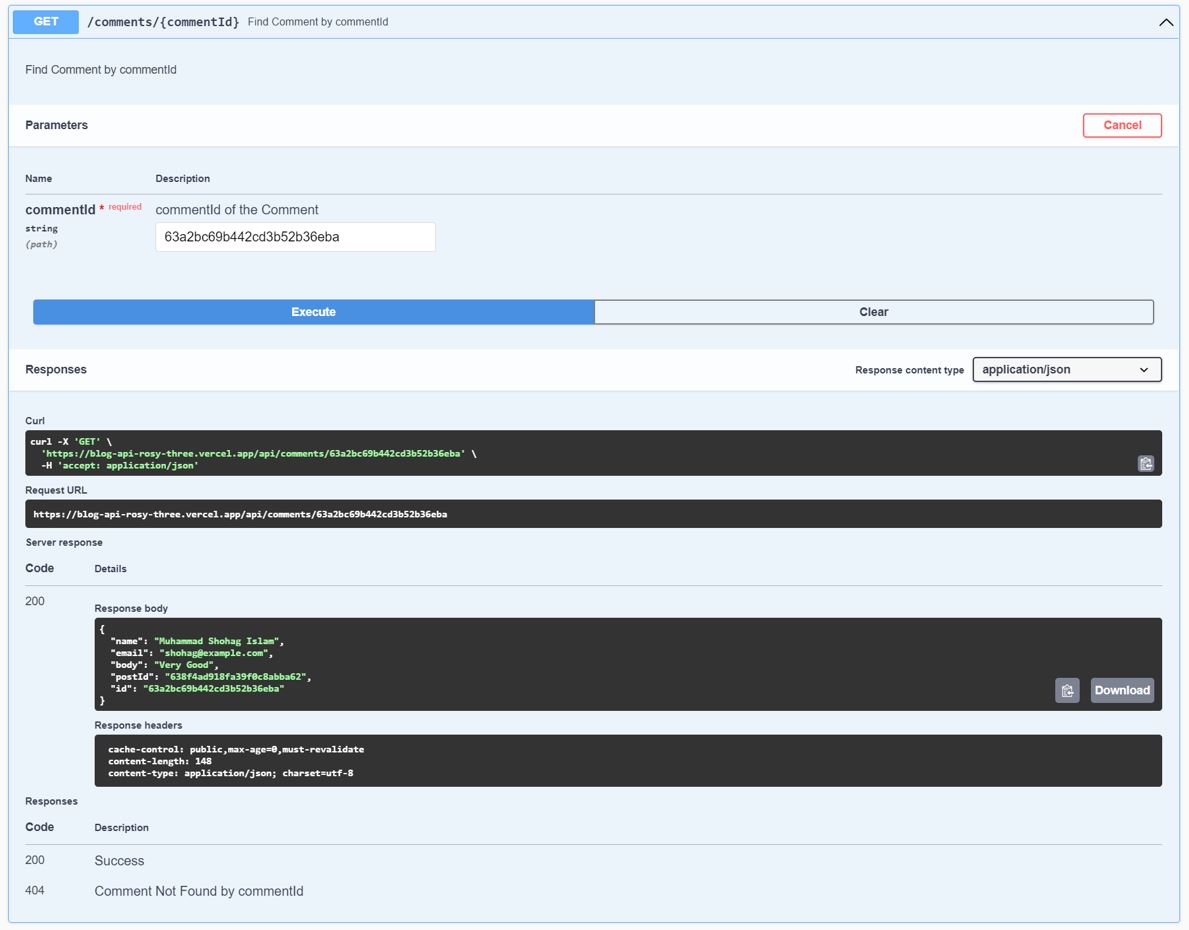 GET /comments/{commentId} Find Comment by commentId
Find Comment by commentId
Parameters
Cancel
Name Description
commentId * required commentId of the Comment
string
(path)
63a2bc69b442cd3b52b36eba
Execute Clear
Responses Response content type application/json
Curl
curl -X 'GET' \
'https://blog-api-rosy-three.vercel.app/api/comments/63a2bc69b442cd3b52b36eba' \
-H 'accept: application/json'
Request URL
https://blog-api-rosy-three.vercel.app/api/comments/63a2bc69b442cd3b52b36eba
Server response
Code Details
200
Response body
{
"name": "Muhammad Shohag Islam",
"email": "shohag@example.com",
"body": "Very Good",
"postId": "638f4ad918fa39f0c8abba62",
"id": "63a2bc69b442cd3b52b36eba"
}
Download
Response headers
cache-control: public,max-age=0,must-revalidate
content-length: 148
content-type: application/json; charset=utf-8
Responses
Code Description
200 Success
404 Comment Not Found by commentId